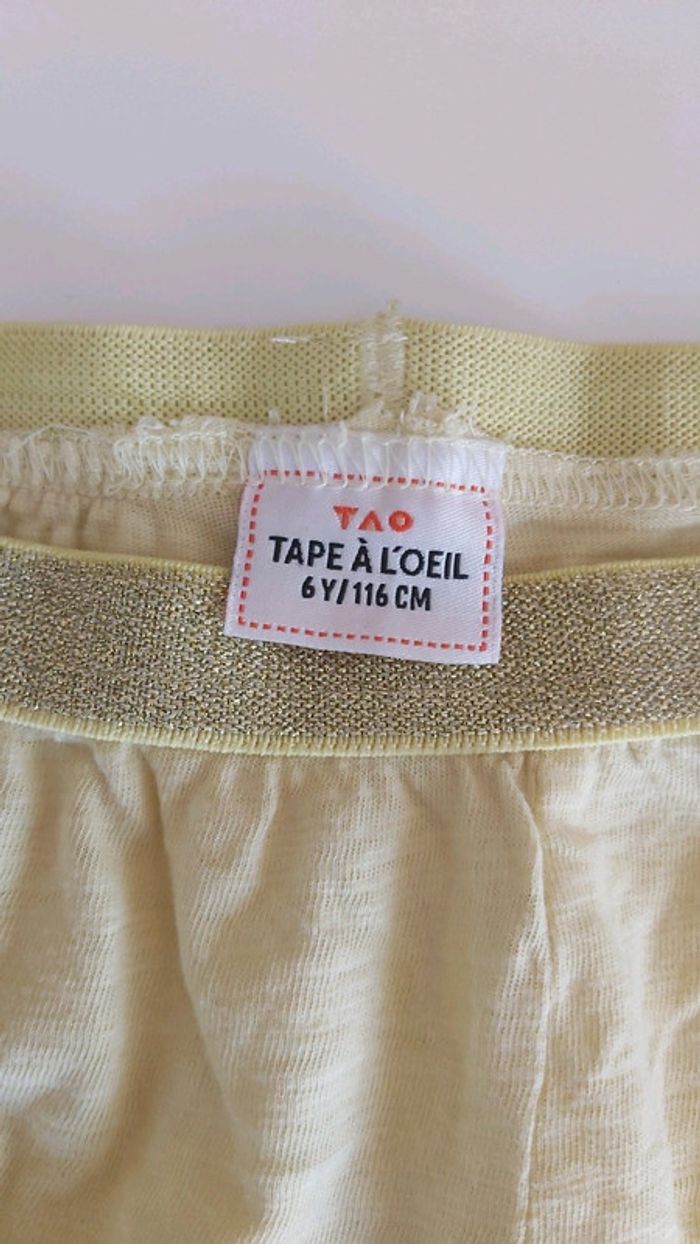 TAO
TAPE À L'OEIL
6 Y/116 CM